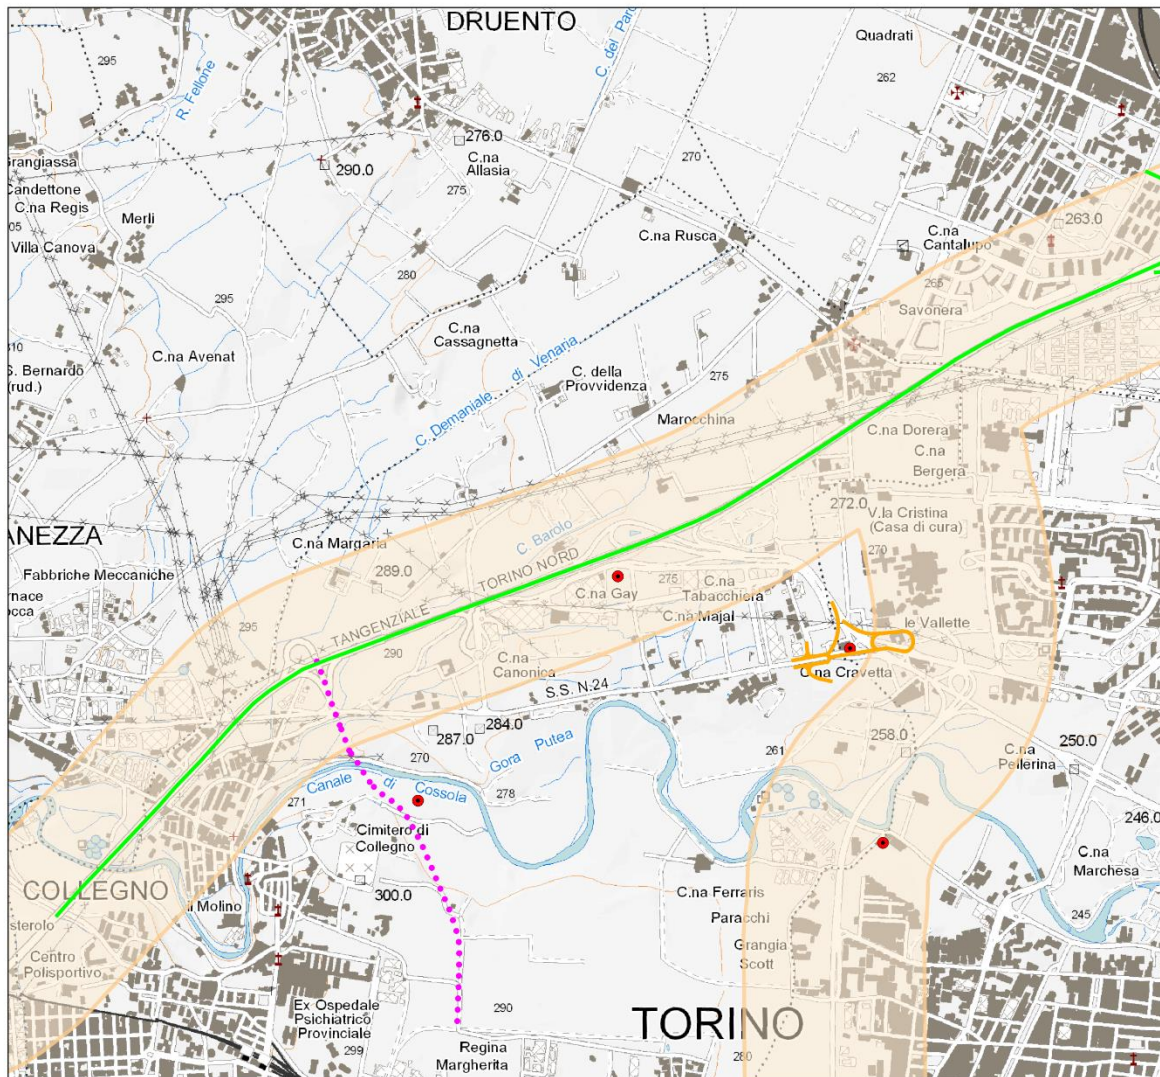 DRUENTO
Quadrati
C. del Parc
295
R. Fellone
262
276.0
C.na
Allasia
270
Grangiassa
290.0
275
Candettone
C.na Regis
Merli
263.0
Villa Canova
C.na Rusca
C.na
Cantalupo
280
265
295
Savonera
C.na
Cassagnetta
C. Demaniale di Venaria
C.na Avenat
S. Bernardo
(rud.)
C. della
Provvidenza
275
Marocchina
C.na Dorera
C.na
Bergera
272.0
V.la Cristina
(Casa di cura)
ANEZZA
C.na Margaria
C. Barolo
270
Fabbriche Meccaniche
289.0
TANGENZIALE
TORINO NORD
C.na Gay
275
C.na
Tabacchiera
C.na Majal
le Vallette
295
290
C.na
Canonica
S.S. N.24
C.na Cravetta
284.0
287.0
258.0
270
Gora Putea
261
C.na
Pellerina
250.0
Canale di Cossola
278
271
246.0
Cimitero di
Collegno
C.na
Marchesa
COLLEGNO
300.0
C.na Ferraris
il Molino
Paracchi
245
sterolo
Grangia
Scott
Centro
Polisportivo
Ex Ospedale
Psichiatrico
Provinciale
290
TORINO
299
Regina
Margherita
280